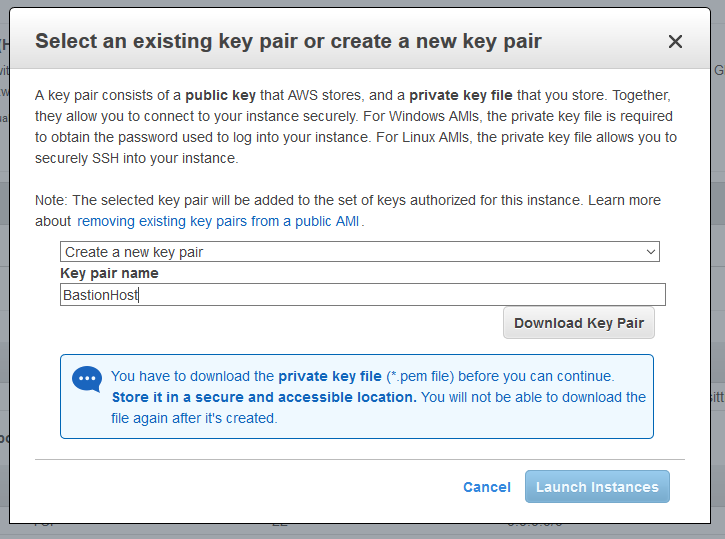 Select an existing key pair or create a new key pair
A key pair consists of a public key that AWS stores, and a private key file that you store. Together,
they allow you to connect to your instance securely. For Windows AMIs, the private key file is required
to obtain the password used to log into your instance. For Linux AMIs, the private key file allows you to
securely SSH into your instance.
Note: The selected key pair will be added to the set of keys authorized for this instance. Learn more
about removing existing key pairs from a public AMI.
Create a new key pair
Key pair name
BastionHost
Download Key Pair
You have to download the private key file (*.pem file) before you can continue.
Store it in a secure and accessible location. You will not be able to download the
file again after it's created.
Cancel
Launch Instances